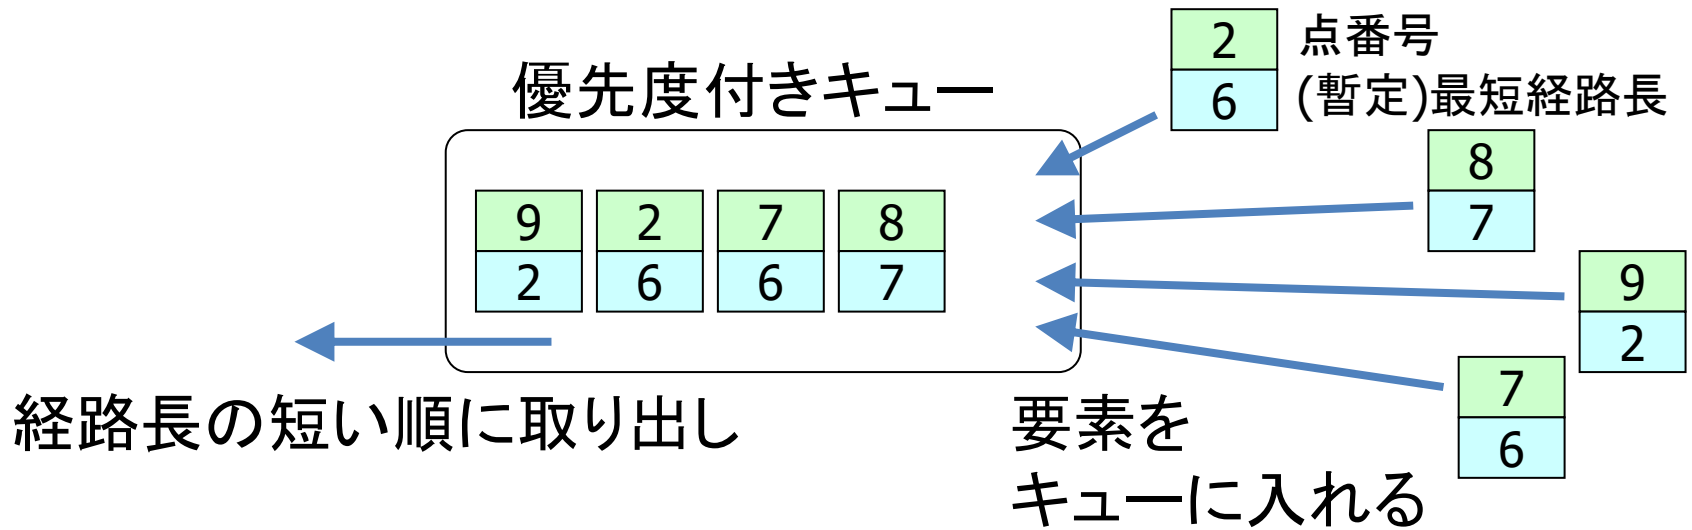 2
点番号
6
(暫定)最短経路長
優先度付きキュー
8
7
9 2 7 8
2 6 6 7
9
2
7
6
経路長の短い順に取り出し
要素を
キューに入れる